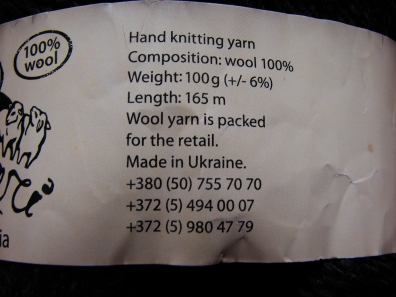 100%
wool
Hand knitting yarn
Composition: wool 100%
Weight: 100g (+/- 6%)
Length: 165 m
Wool yarn is packed
for the retail.
Made in Ukraine.
+380 (50) 755 70 70
+372 (5) 494 00 07
+372 (5) 980 47 79